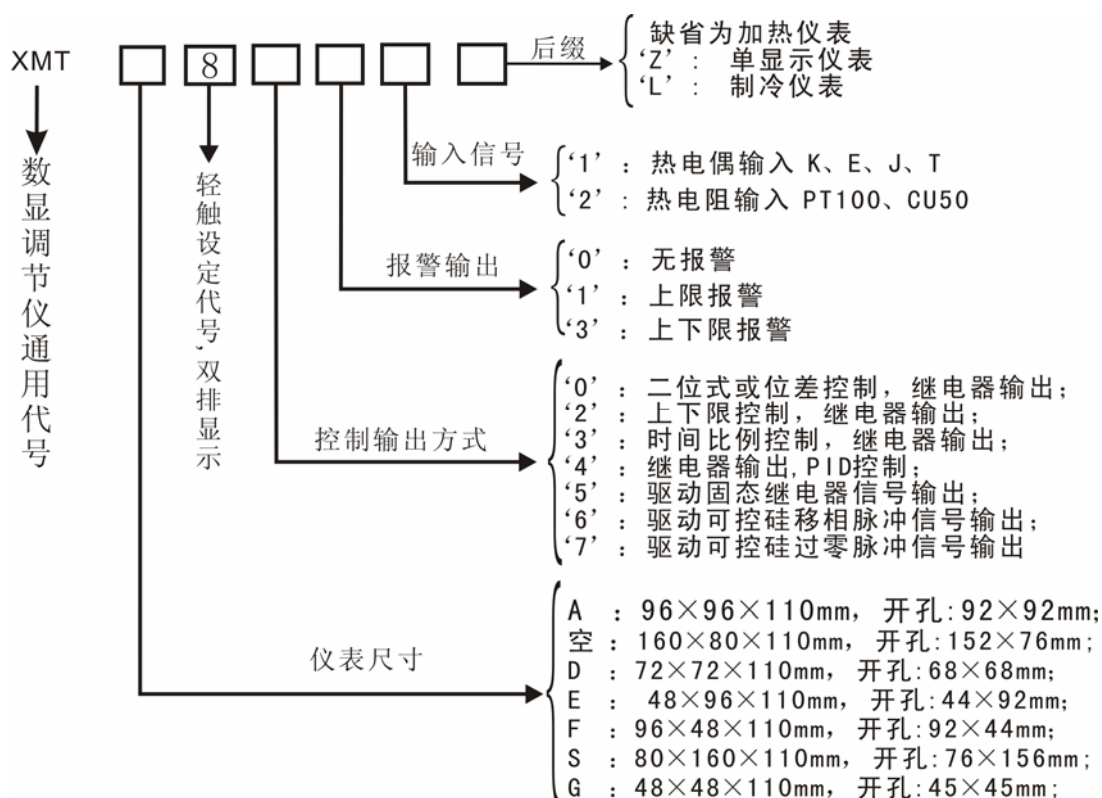 XMT
8
后缀
缺省为加热仪表
‘Z’： 单显示仪表
‘L’： 制冷仪表
数显调节仪通用代号
轻触设定代号,双排显示
输入信号
‘1’：热电偶输入 K、E、J、T
‘2’：热电阻输入 PT100、CU50
报警输出
‘0’：无报警
‘1’：上限报警
‘3’：上下限报警
控制输出方式
‘0’：二位式或位差控制，继电器输出；
‘2’：上下限控制，继电器输出；
‘3’：时间比例控制，继电器输出；
‘4’：继电器输出,PID控制；
‘5’：驱动固态继电器信号输出；
‘6’：驱动可控硅移相脉冲信号输出；
‘7’：驱动可控硅过零脉冲信号输出
仪表尺寸
A ：96×96×110mm，开孔:92×92mm;
空：160×80×110mm，开孔:152×76mm;
D ：72×72×110mm，开孔:68×68mm;
E ： 48×96×110mm，开孔:44×92mm;
F ：96×48×110mm，开孔:92×44mm;
S ：80×160×110mm，开孔:76×156mm;
G ：48×48×110mm，开孔:45×45mm;